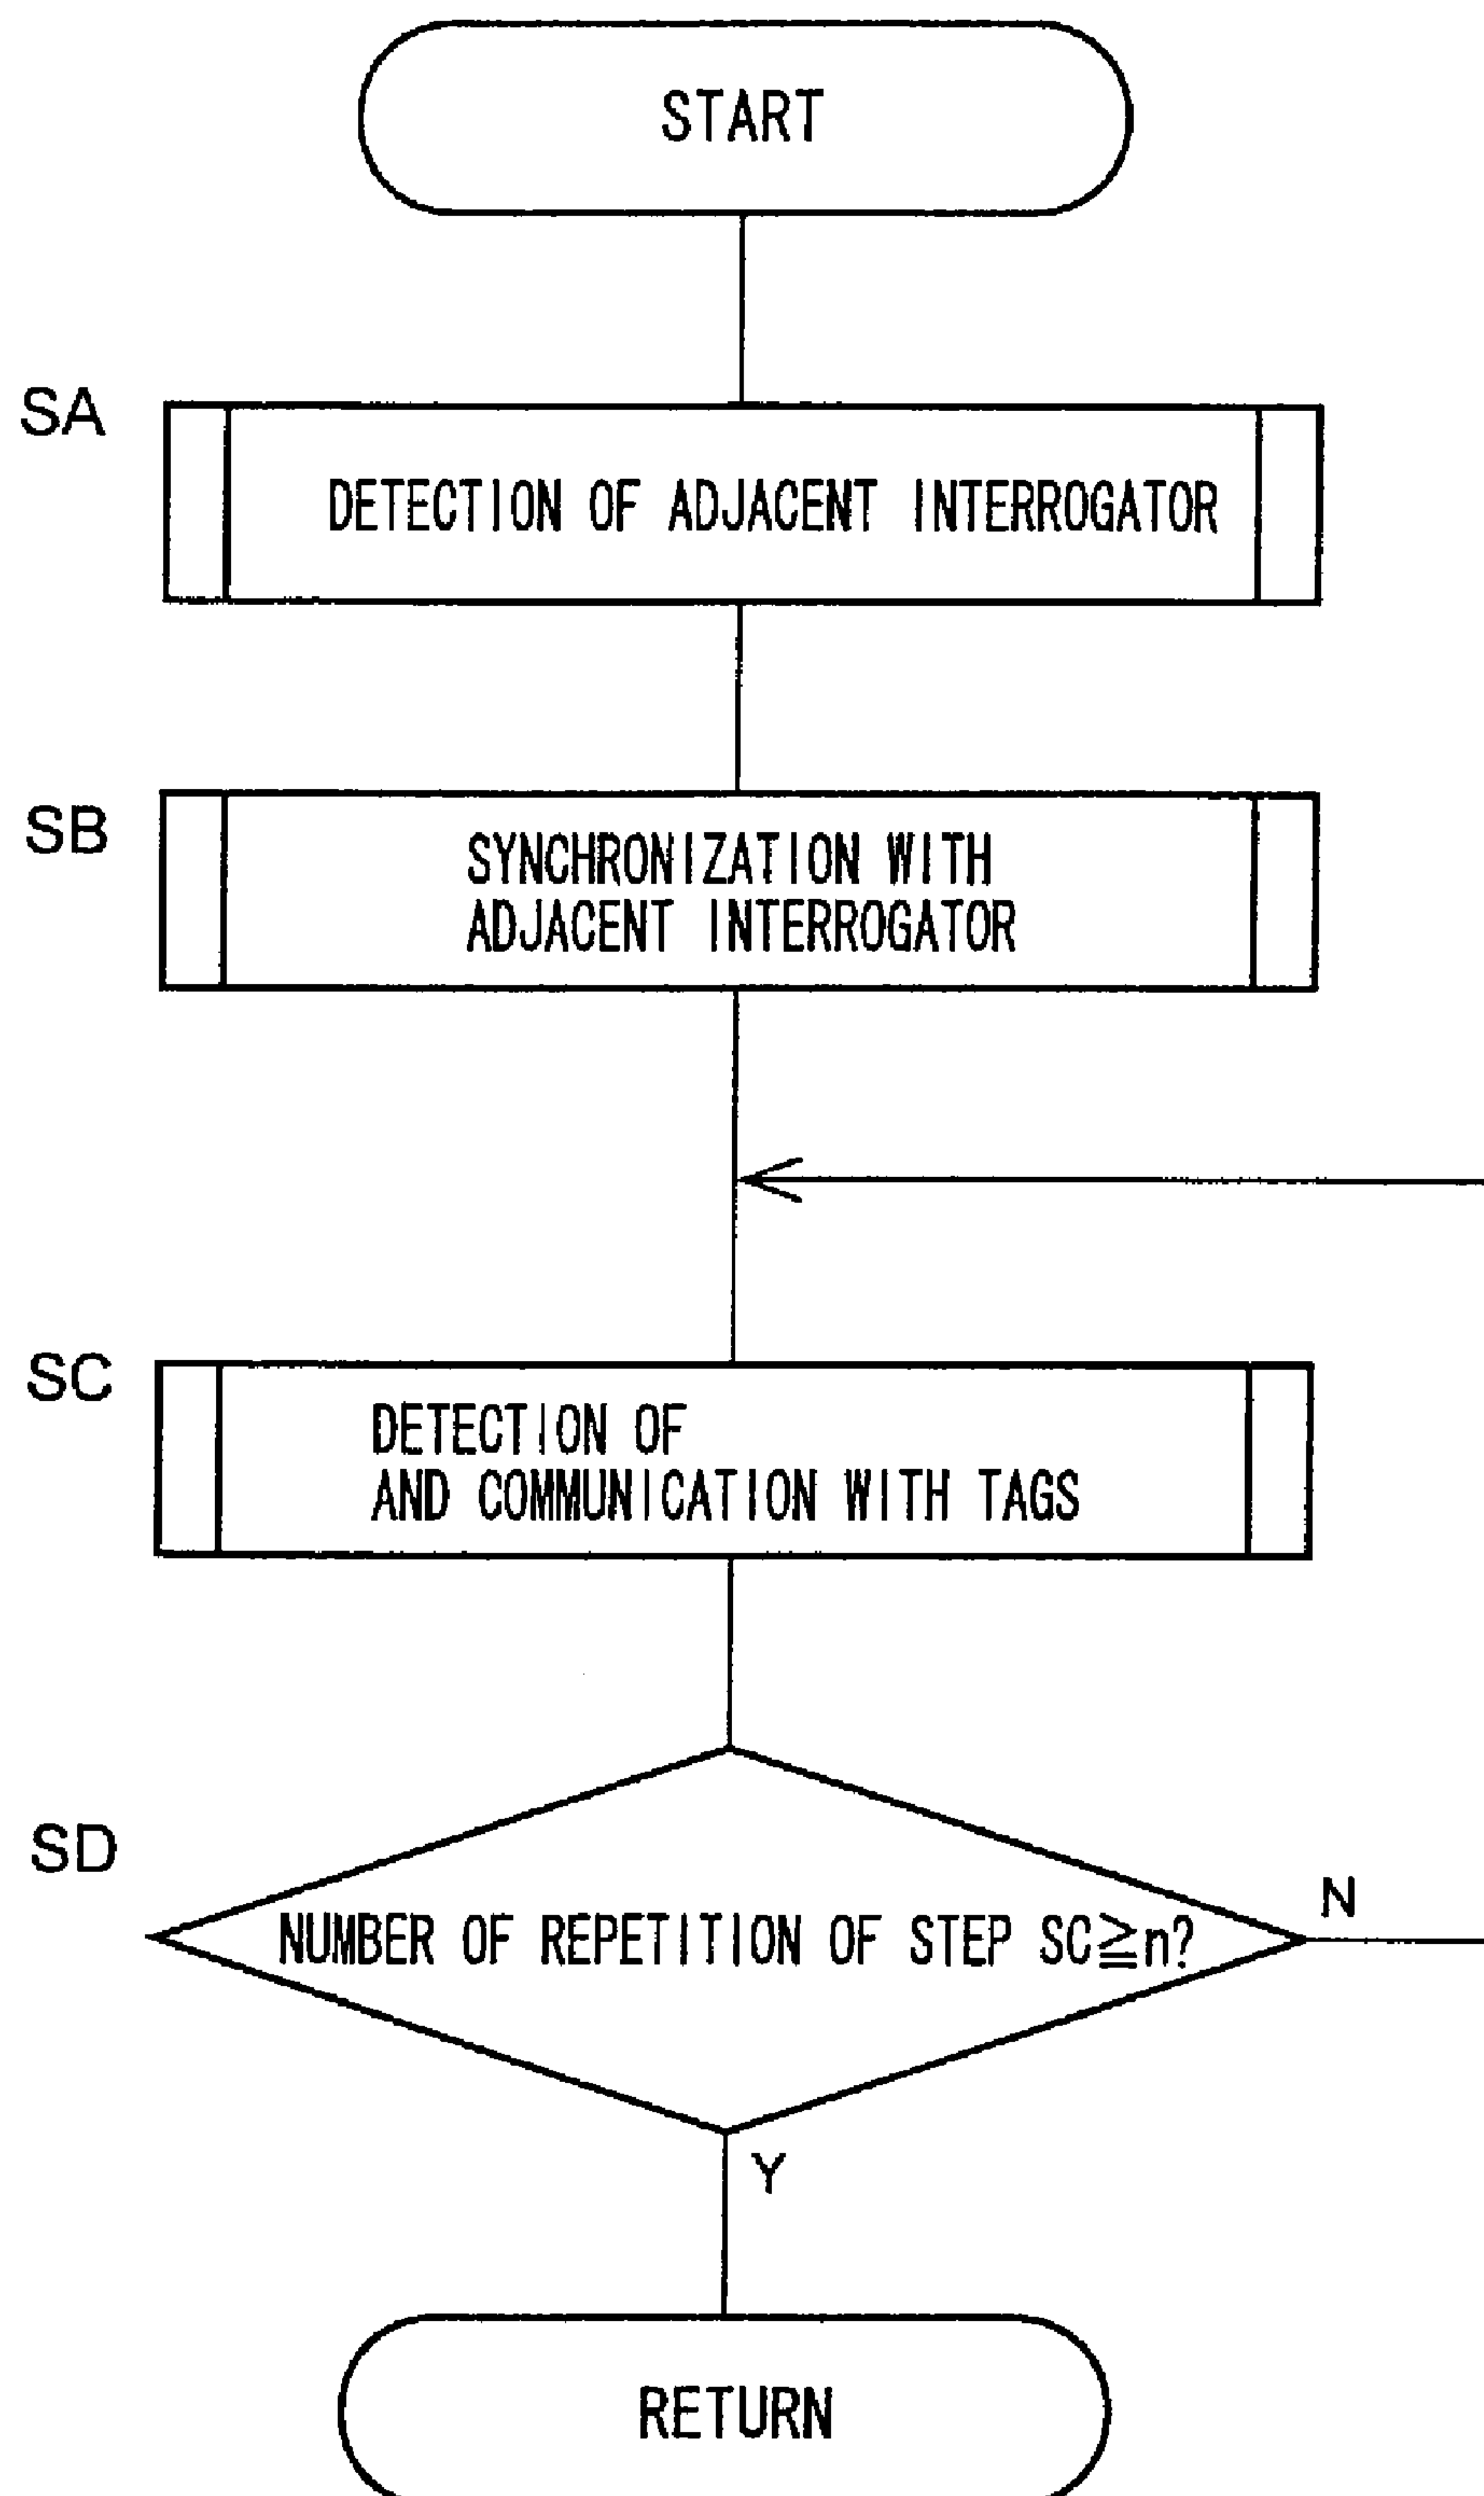 START
SA
DETECTION OF ADJACENT INTERROGATOR
SB
SYNCHRONIZATION WITH
ADJACENT INTERROGATOR
SC
DETECTION OF
AND COMMUNICATION WITH TAGS
SD
NUMBER OF REPETITION OF STEP SC≧n?
N
Y
RETURN